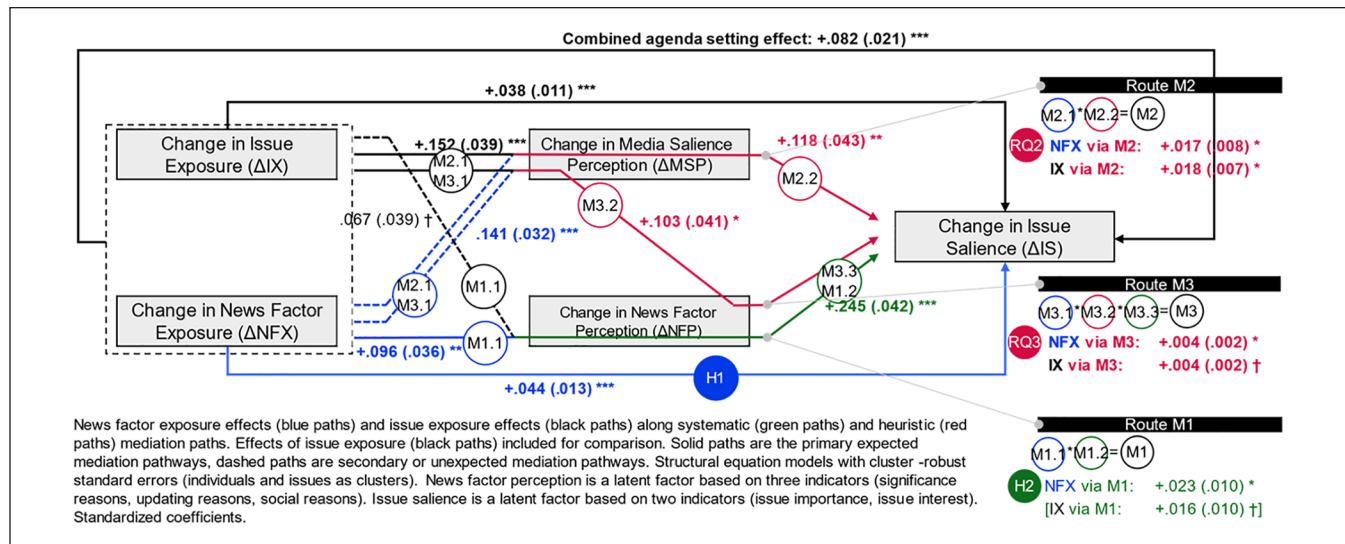 Combined agenda setting effect: +.082 (.021) ***
+.038 (.011) ***
Change in Issue
Exposure (ΔIX)
+.152 (.039) ***
M2.1
M3.1
Change in Media Salience
Perception (ΔMSP)
+.118 (.043) **
M2.2
M3.2
+.103 (.041) *
.067 (.039) †
.141 (.032) ***
M2.1
M3.1
M1.1
Change in News Factor
Exposure (ΔNFX)
+.096 (.036) **
M1.1
Change in News Factor
Perception (ΔNFP)
M3.3
M1.2
+.245 (.042) ***
Change in Issue
Salience (ΔIS)
+.044 (.013) ***
H1
Route M2
M2.1*M2.2=M2
RQ2
NFX via M2: +.017 (.008) *
IX via M2: +.018 (.007) *
Route M3
M3.1*M3.2*M3.3=M3
RQ3
NFX via M3: +.004 (.002) *
IX via M3: +.004 (.002) †
Route M1
M1.1*M1.2=M1
H2
NFX via M1: +.023 (.010) *
[IX via M1: +.016 (.010) †]
News factor exposure effects (blue paths) and issue exposure effects (black paths) along systematic (green paths) and heuristic (red
paths) mediation paths. Effects of issue exposure (black paths) included for comparison. Solid paths are the primary expected
mediation pathways, dashed paths are secondary or unexpected mediation pathways. Structural equation models with cluster -robust
standard errors (individuals and issues as clusters). News factor perception is a latent factor based on three indicators (significance
reasons, updating reasons, social reasons). Issue salience is a latent factor based on two indicators (issue importance, issue interest).
Standardized coefficients.